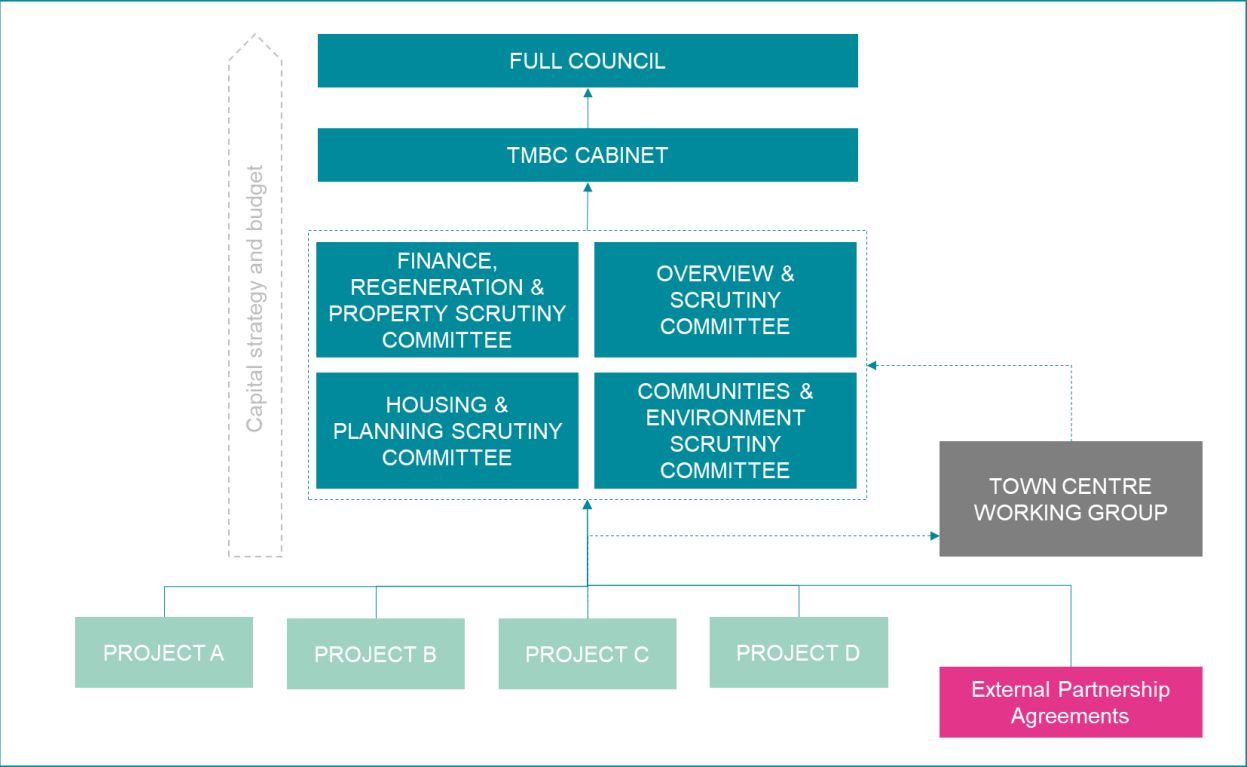 FULL COUNCIL
TMBC CABINET
Capital strategy and budget
FINANCE,
REGENERATION &
PROPERTY SCRUTINY
COMMITTEE
OVERVIEW &
SCRUTINY
COMMITTEE
HOUSING &
PLANNING SCRUTINY
COMMITTEE
COMMUNITIES &
ENVIRONMENT
SCRUTINY
COMMITTEE
TOWN CENTRE
WORKING GROUP
PROJECT A
PROJECT B
PROJECT C
PROJECT D
External Partnership
Agreements